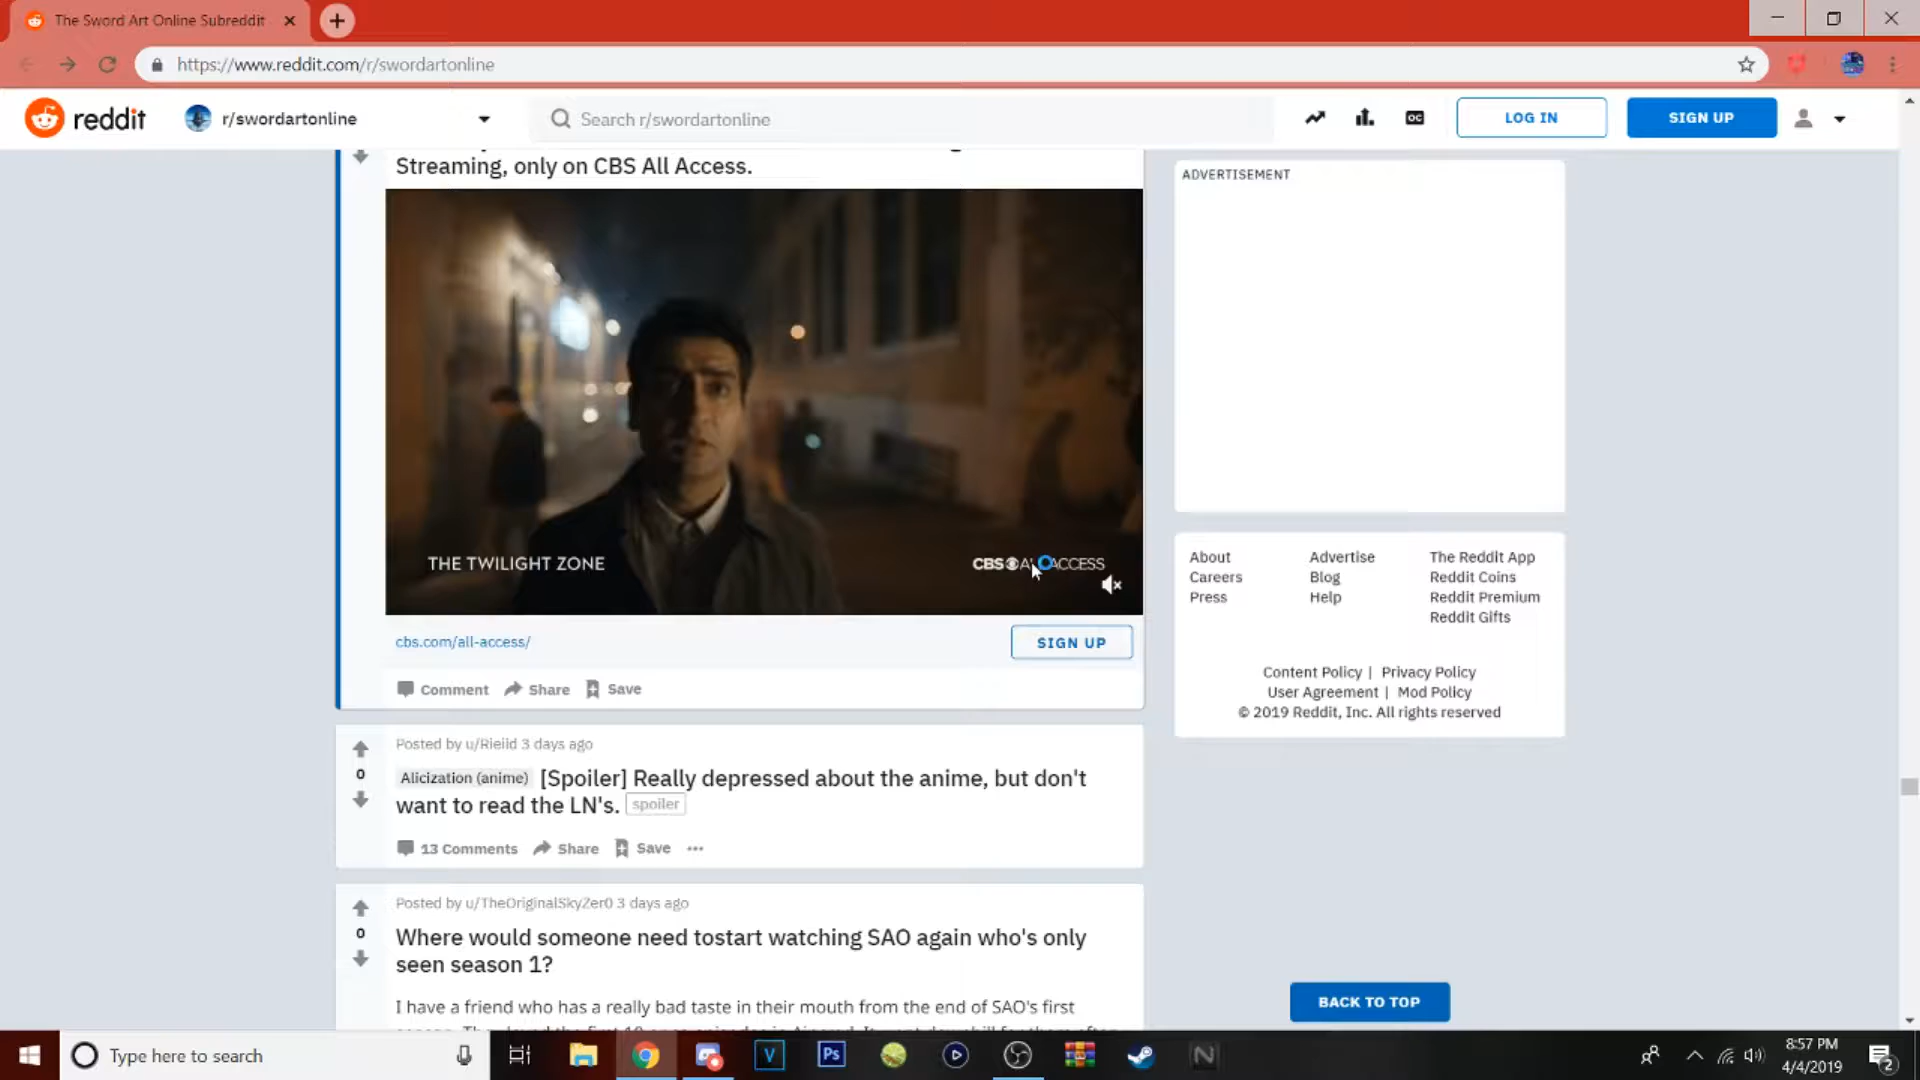 The Sword Art Online Subreddit
https://www.reddit.com/r/swordartonline
reddit
r/swordartonline
Search r/swordartonline
OC
LOG IN
SIGN UP
Streaming, only on CBS All Access.
THE TWILIGHT ZONE
CBS ACCESS
cbs.com/all-access/
SIGN UP
Comment
Share
Save
Posted by u/Rieiid 3 days ago
0
Alicization (anime) [Spoiler] Really depressed about the anime, but don't
want to read the LN's. spoiler
13 Comments
Share
Save
Posted by u/TheOriginalSkyZer0 3 days ago
0
Where would someone need tostart watching SAO again who's only
seen season 1?
I have a friend who has a really bad taste in their mouth from the end of SAO's first
ADVERTISEMENT
About
Advertise
The Reddit App
Careers
Blog
Reddit Coins
Press
Help
Reddit Premium
Reddit Gifts
Content Policy | Privacy Policy
User Agreement | Mod Policy
© 2019 Reddit, Inc. All rights reserved
BACK TO TOP
Type here to search
V
Ps
N
8:57 PM
4/4/2019
2